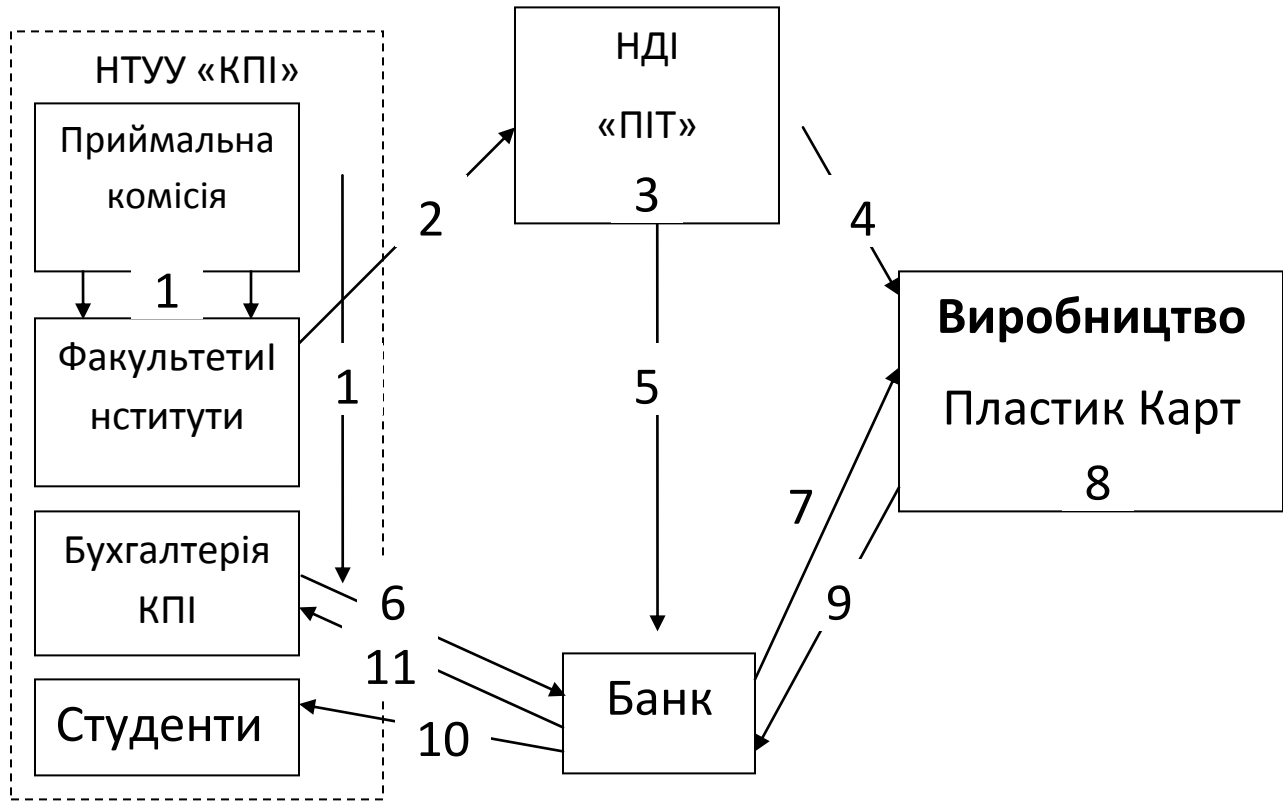 НТУУ «КПІ»
Приймальна
комісія
1
ФакультетиІ
нститути
1
Бухгалтерія
КПІ
Студенти
2
НДІ
«ПІТ»
3
4
5
Виробництво
Пластик Карт
8
7
9
6
11
10
Банк